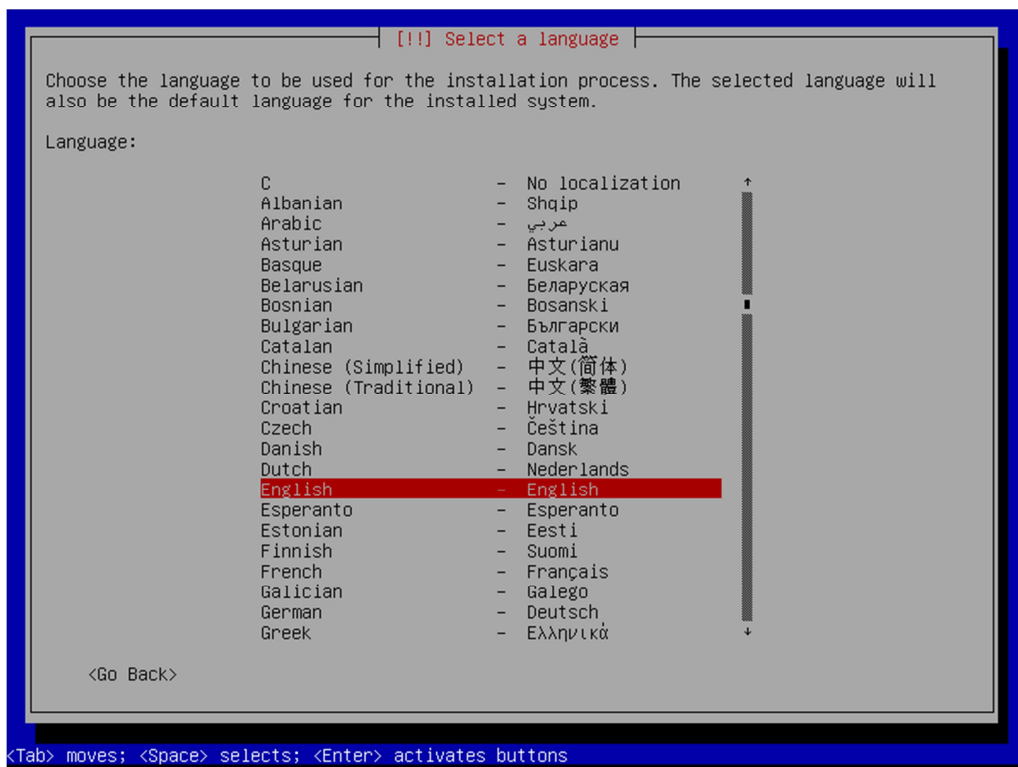 [!!] Select a language
Choose the language to be used for the installation process. The selected language will
also be the default language for the installed system.
Language:
C - No localization
Albanian - Shqip
Arabic - عربي
Asturian - Asturianu
Basque - Euskara
Belarusian - Беларуская
Bosnian - Bosanski
Bulgarian - Български
Catalan - Català
Chinese (Simplified) - 中文(简体)
Chinese (Traditional) - 中文(繁體)
Croatian - Hrvatski
Czech - Čeština
Danish - Dansk
Dutch - Nederlands
English - English
Esperanto - Esperanto
Estonian - Eesti
Finnish - Suomi
French - Français
Galician - Galego
German - Deutsch
Greek - Ελληνικά
<Go Back>
<Tab> moves; <Space> selects; <Enter> activates buttons